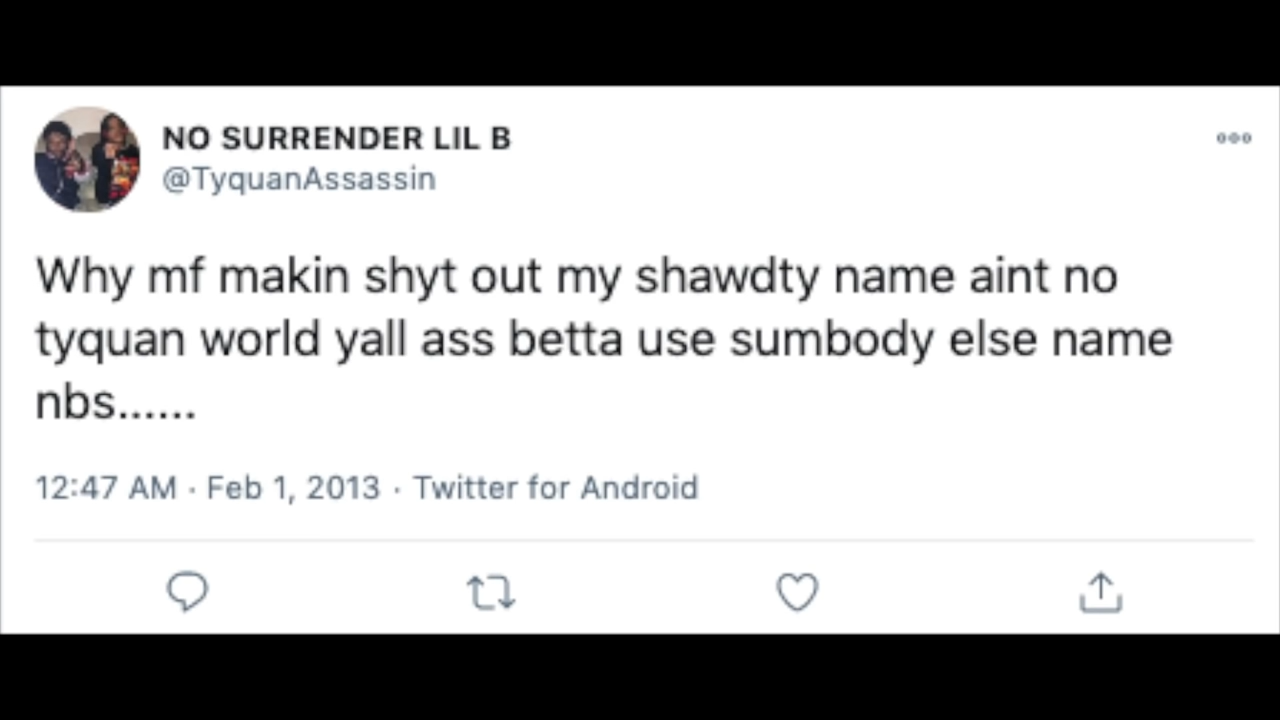 NO SURRENDER LIL B
@TyquanAssassin
Why mf makin shyt out my shawdty name aint no
tyquan world yall ass betta use sumbody else name
nbs......
12:47 AM · Feb 1, 2013 · Twitter for Android